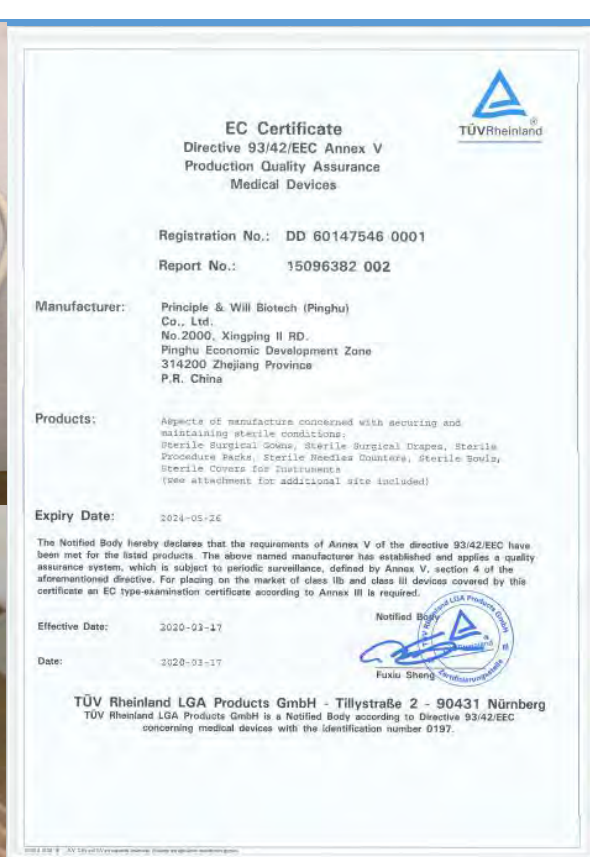 TÜVRheinland®
EC Certificate
Directive 93/42/EEC Annex V
Production Quality Assurance
Medical Devices
Registration No.: DD 60147546 0001
Report No.: 15096382 002
Manufacturer: Principle & Will Biotech (Pinghu)
Co., Ltd.
No.2000, Xingping II RD.
Pinghu Economic Development Zone
314200 Zhejiang Province
P.R. China
Products: Aspects of manufacture concerned with securing and
maintaining sterile conditions:
Sterile Surgical Gowns, Sterile Surgical Drapes, Sterile
Procedure Packs, Sterile Needles Counters, Sterile Bowls,
Sterile Covers for Instruments
(see attachment for additional site included)
Expiry Date: 2024-05-26
The Notified Body hereby declares that the requirements of Annex V of the directive 93/42/EEC have
been met for the listed products. The above named manufacturer has established and applies a quality
assurance system, which is subject to periodic surveillance, defined by Annex V, section 4 of the
aforementioned directive. For placing on the market of class IIb and class III devices covered by this
certificate an EC type-examination certificate according to Annex III is required.
Notified Body
Effective Date: 2020-03-17
Date: 2020-03-17
Fuxiu Sheng
TÜV Rheinland LGA Products GmbH
Zertifizierungsstelle
TÜV Rheinland LGA Products GmbH - Tillystraße 2 - 90431 Nürnberg
TÜV Rheinland LGA Products GmbH is a Notified Body according to Directive 93/42/EEC
concerning medical devices with the identification number 0197.